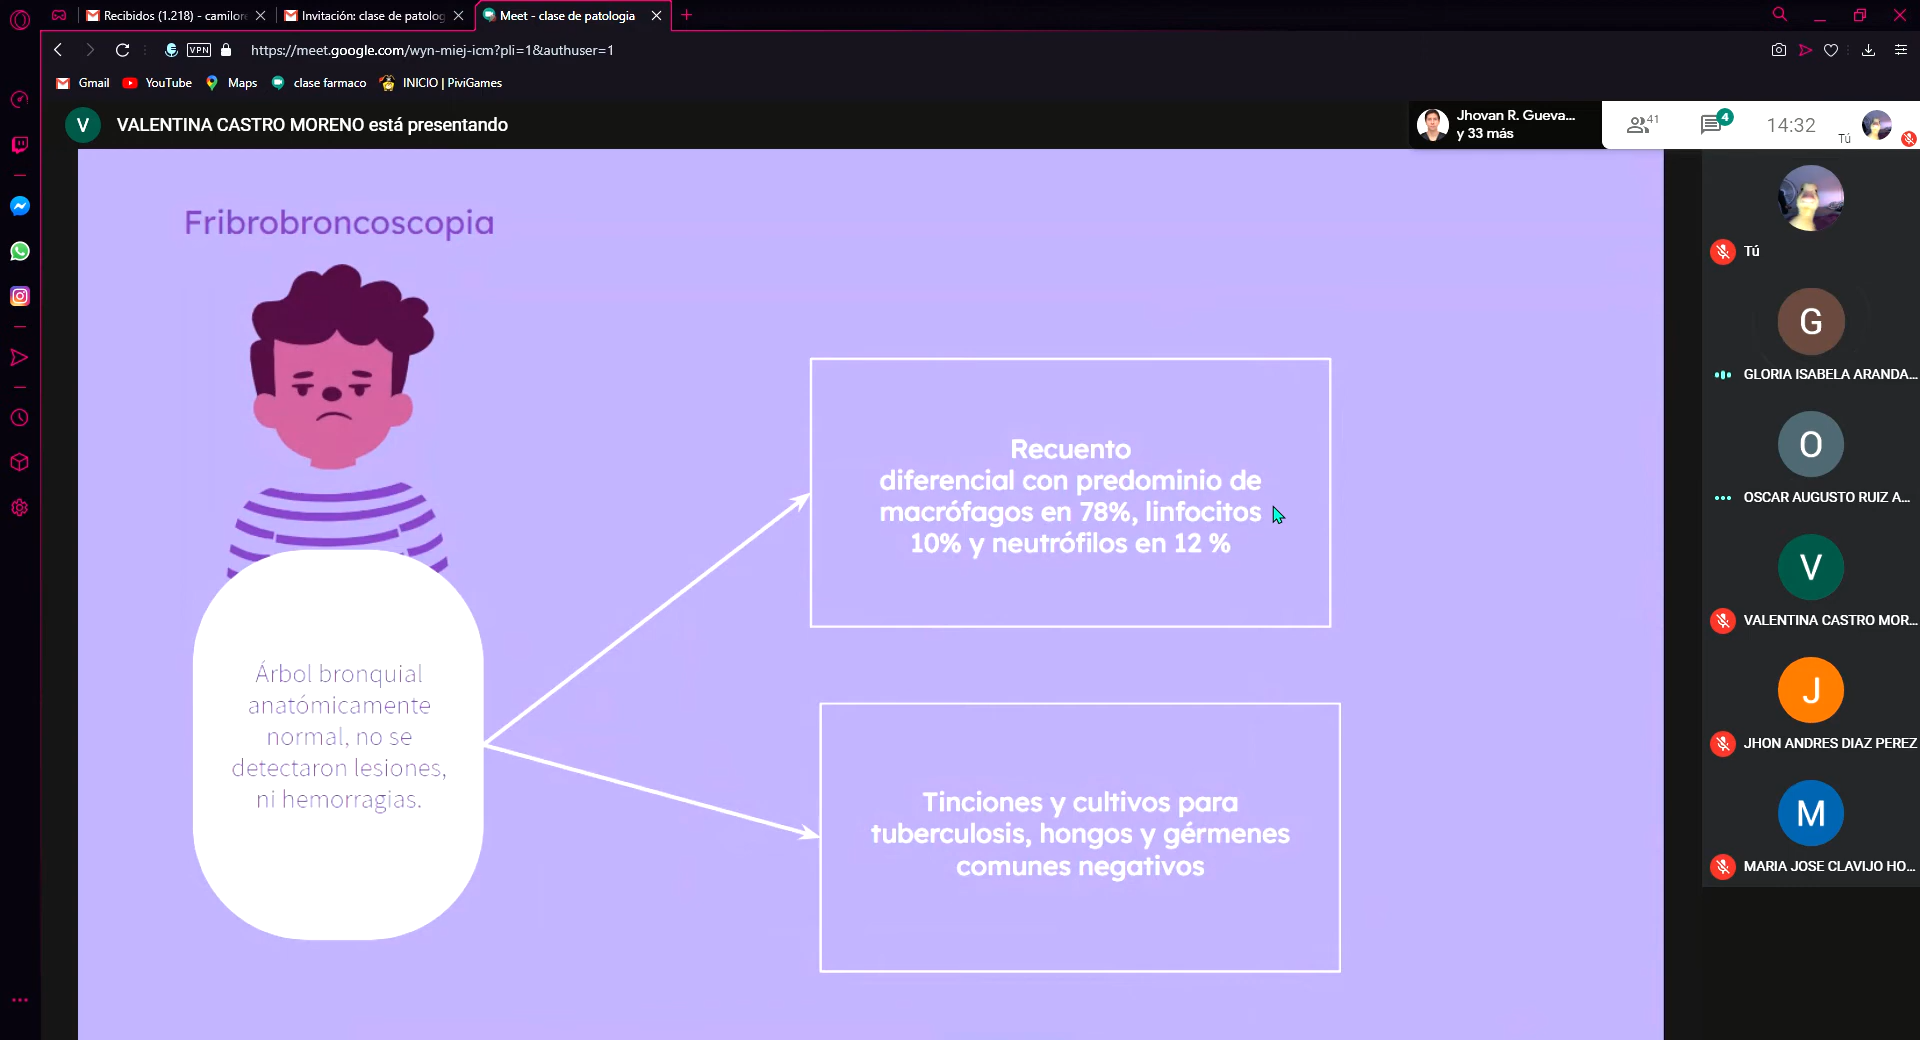 Recibidos (1.218) - camilore
Invitación: clase de patolog
Meet - clase de patologia
VPN
https://meet.google.com/wyn-miej-icm?pli=1&authuser=1
Gmail
YouTube
Maps
clase farmaco
INICIO | PiviGames
V
VALENTINA CASTRO MORENO está presentando
Jhovan R. Gueva...
y 33 más
41
4
14:32
Tú
Fribrobroncoscopia
Recuento
diferencial con predominio de
macrófagos en 78%, linfocitos
10% y neutrófilos en 12 %
Árbol bronquial
anatómicamente
normal, no se
detectaron lesiones,
ni hemorragias.
Tinciones y cultivos para
tuberculosis, hongos y gérmenes
comunes negativos
Tú
G
GLORIA ISABELA ARANDA...
O
OSCAR AUGUSTO RUIZ A...
V
VALENTINA CASTRO MOR...
J
JHON ANDRES DIAZ PEREZ
M
MARIA JOSE CLAVIJO HO...